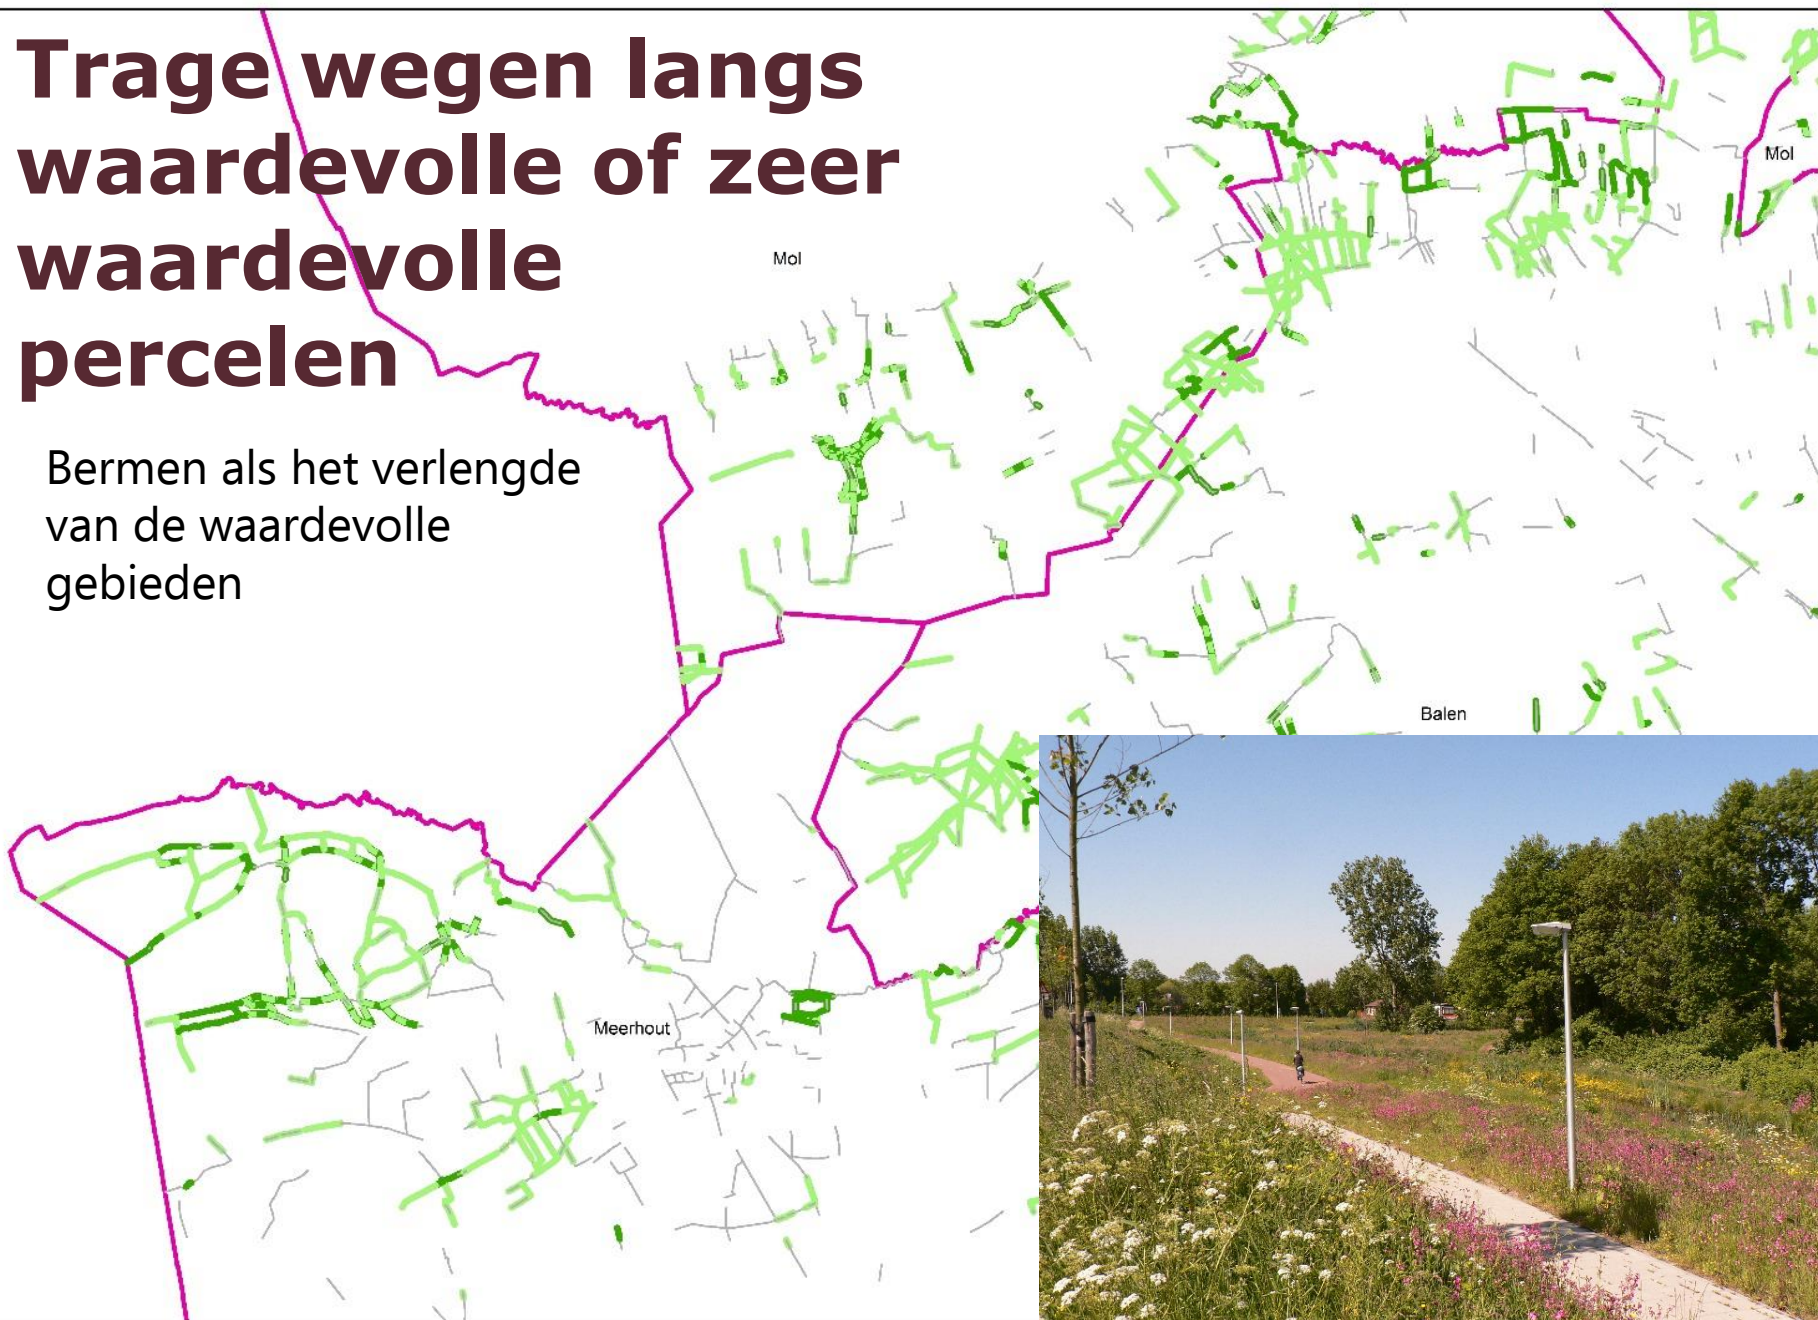 Trage wegen langs
waardevolle of zeer
waardevolle
percelen
Bermen als het verlengde
van de waardevolle
gebieden
Mol
Mol
Balen
Meerhout